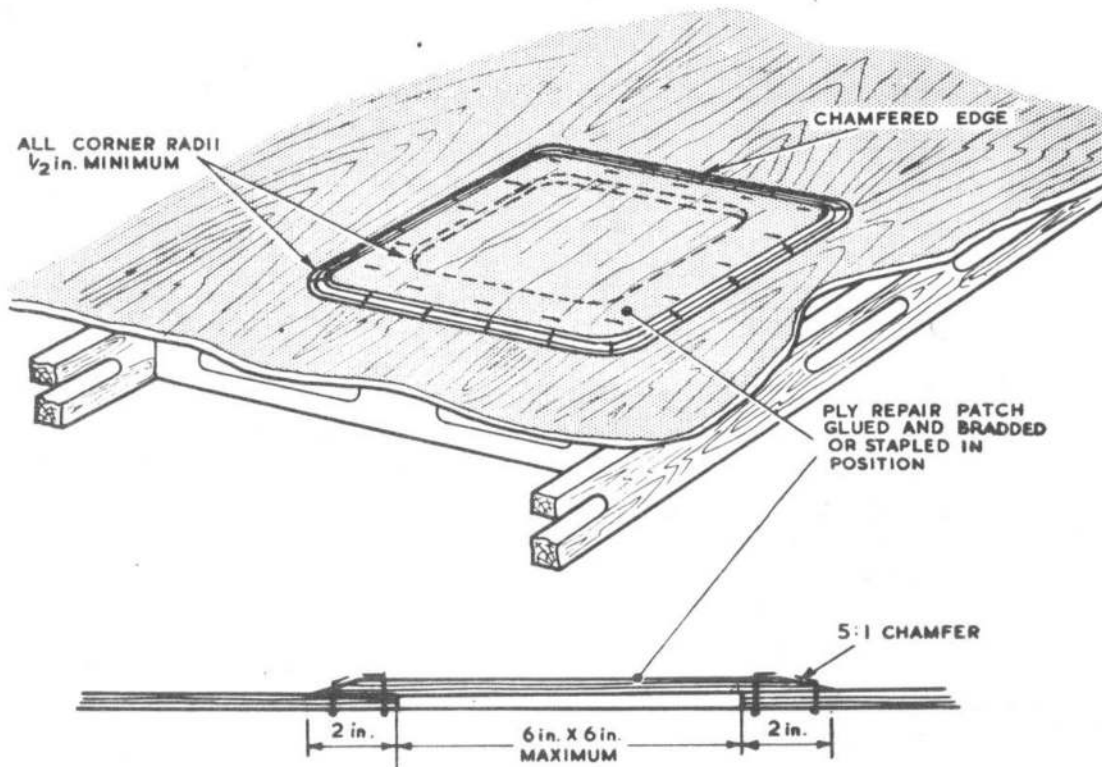 ALL CORNER RADII
1/2 in. MINIMUM
CHAMFERED EDGE
PLY REPAIR PATCH
GLUED AND BRADDED
OR STAPLED IN
POSITION
5:1 CHAMFER
2 in.
6 in. X 6 in.
MAXIMUM
2 in.